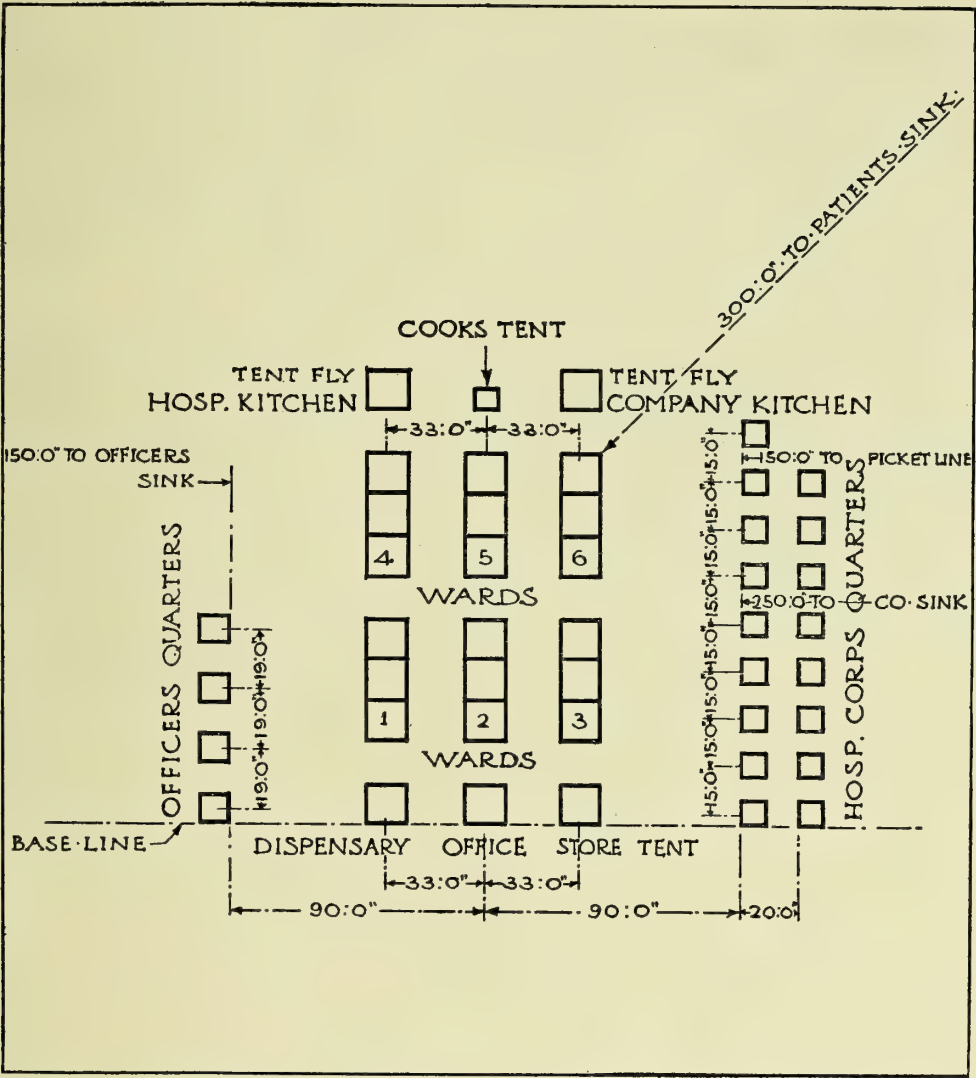 300:0" TO PATIENTS SINK.
COOKS TENT
TENT FLY
HOSP. KITCHEN
TENT FLY
COMPANY KITCHEN
33:0" 33:0"
150:0" TO OFFICERS
SINK
150:0" TO PICKET LINE
4 5 6
WARDS
250:0" TO CO. SINK
OFFICERS QUARTERS
19:0"
19:0"
19:0"
15:0"
15:0"
15:0"
15:0"
15:0"
15:0"
15:0"
15:0"
HOSP. CORPS QUARTERS
1 2 3
WARDS
BASE-LINE
DISPENSARY OFFICE STORE TENT
33:0" 33:0"
90:0" 90:0" 20:0"